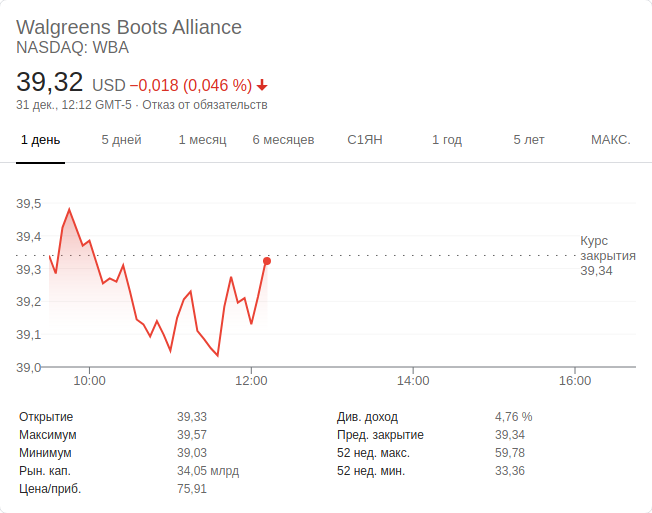 Walgreens Boots Alliance
NASDAQ: WBA
39,32 USD −0,018 (0,046 %)
31 дек., 12:12 GMT-5 · Отказ от обязательств
1 день 5 дней 1 месяц 6 месяцев С1ЯН 1 год 5 лет МАКС.
39,5
39,4
39,3
39,2
39,1
39,0
Курс
закрытия
39,34
10:00 12:00 14:00 16:00
Открытие 39,33 Див. доход 4,76 %
Максимум 39,57 Пред. закрытие 39,34
Минимум 39,03 52 нед. макс. 59,78
Рын. кап. 34,05 млрд 52 нед. мин. 33,36
Цена/приб. 75,91